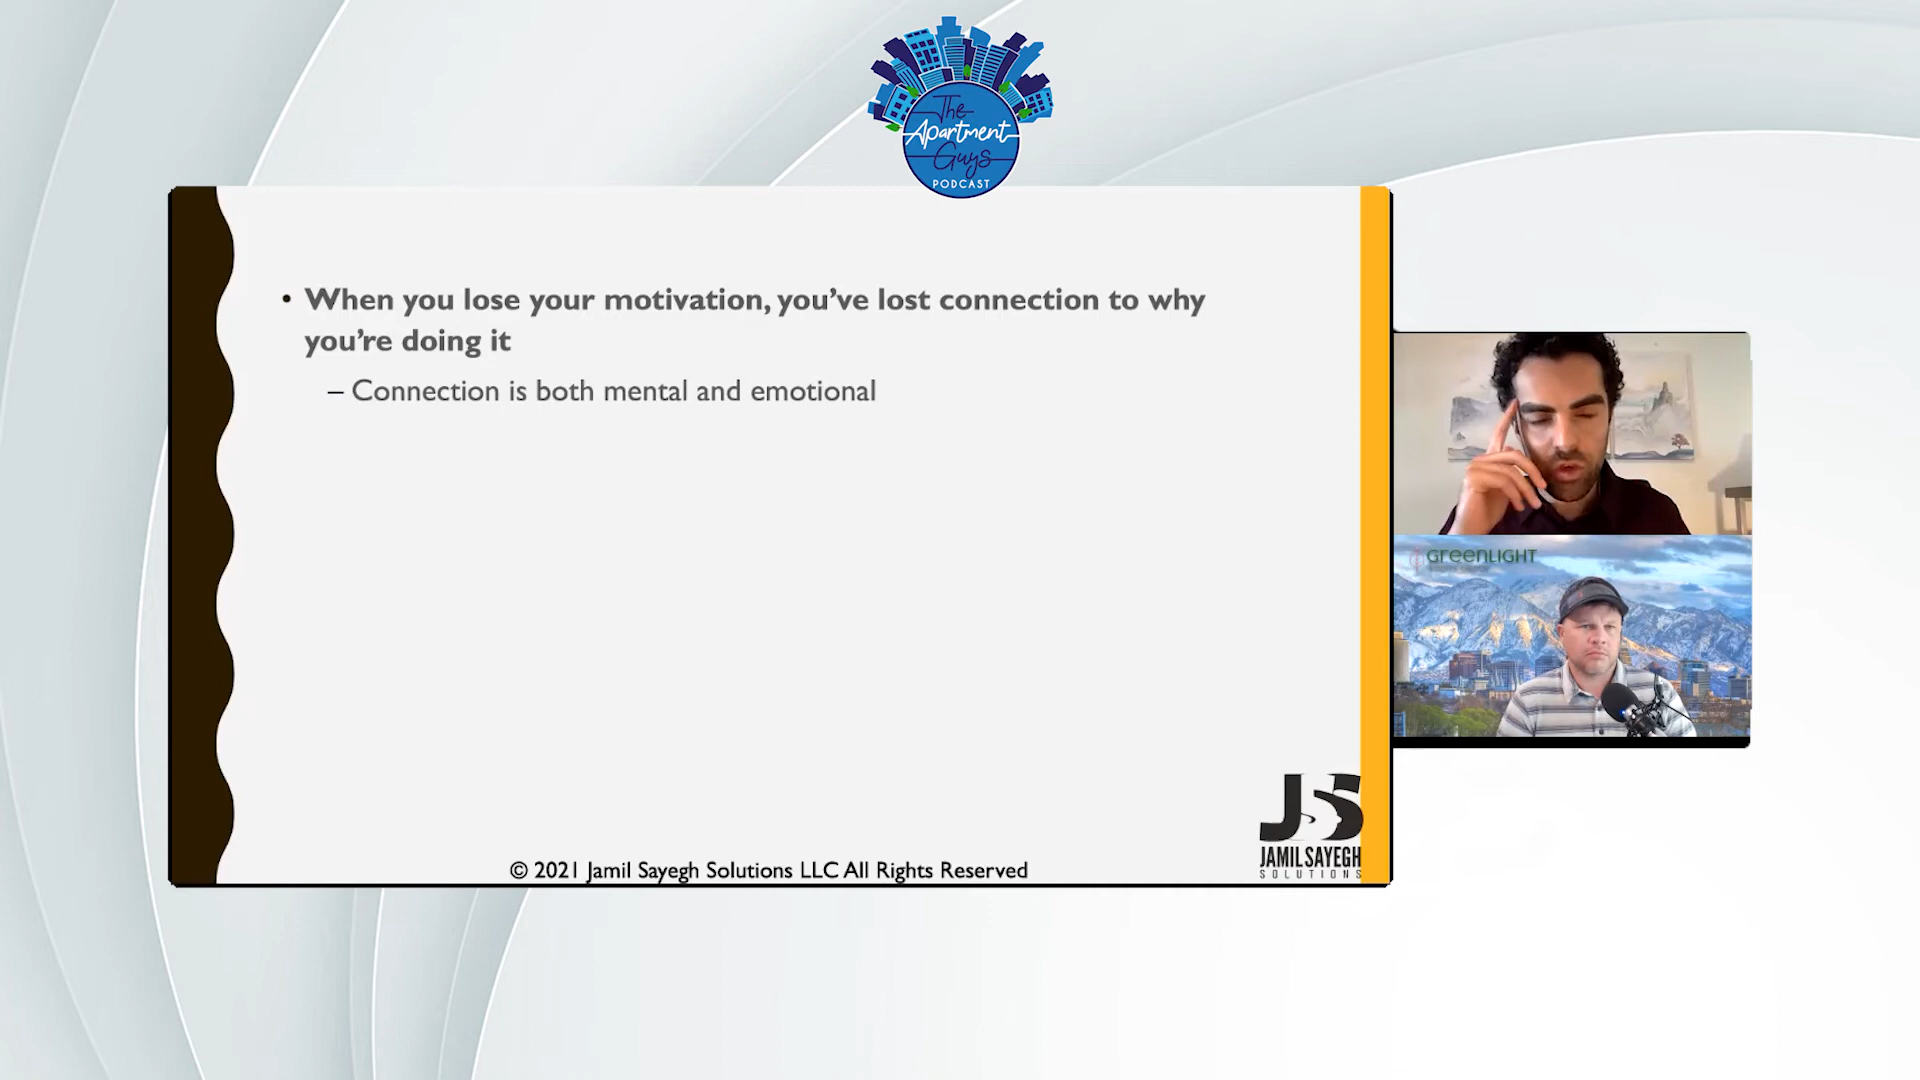 The
Apartment
Guys
PODCAST
• When you lose your motivation, you’ve lost connection to why
you’re doing it
– Connection is both mental and emotional
GREENLIGHT
JSS
JAMIL SAYEGH
SOLUTIONS
© 2021 Jamil Sayegh Solutions LLC All Rights Reserved